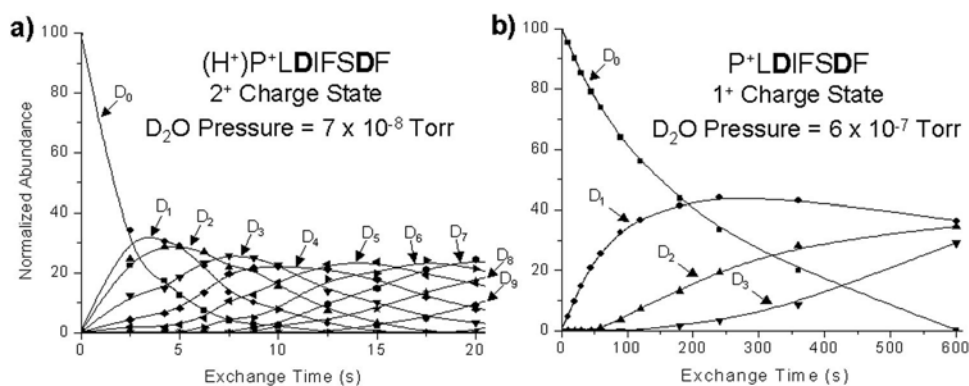 a)
(H⁺)P⁺LDIFSDF
2⁺ Charge State
D₂O Pressure = 7 x 10⁻⁸ Torr
Normalized Abundance
100
80
60
40
20
0
D₀
D₁
D₂
D₃
D₄
D₅
D₆
D₇
D₈
D₉
0 5 10 15 20
Exchange Time (s)
b)
P⁺LDIFSDF
1⁺ Charge State
D₂O Pressure = 6 x 10⁻⁷ Torr
100
80
60
40
20
0
D₀
D₁
D₂
D₃
0 100 200 300 400 500 600
Exchange Time (s)